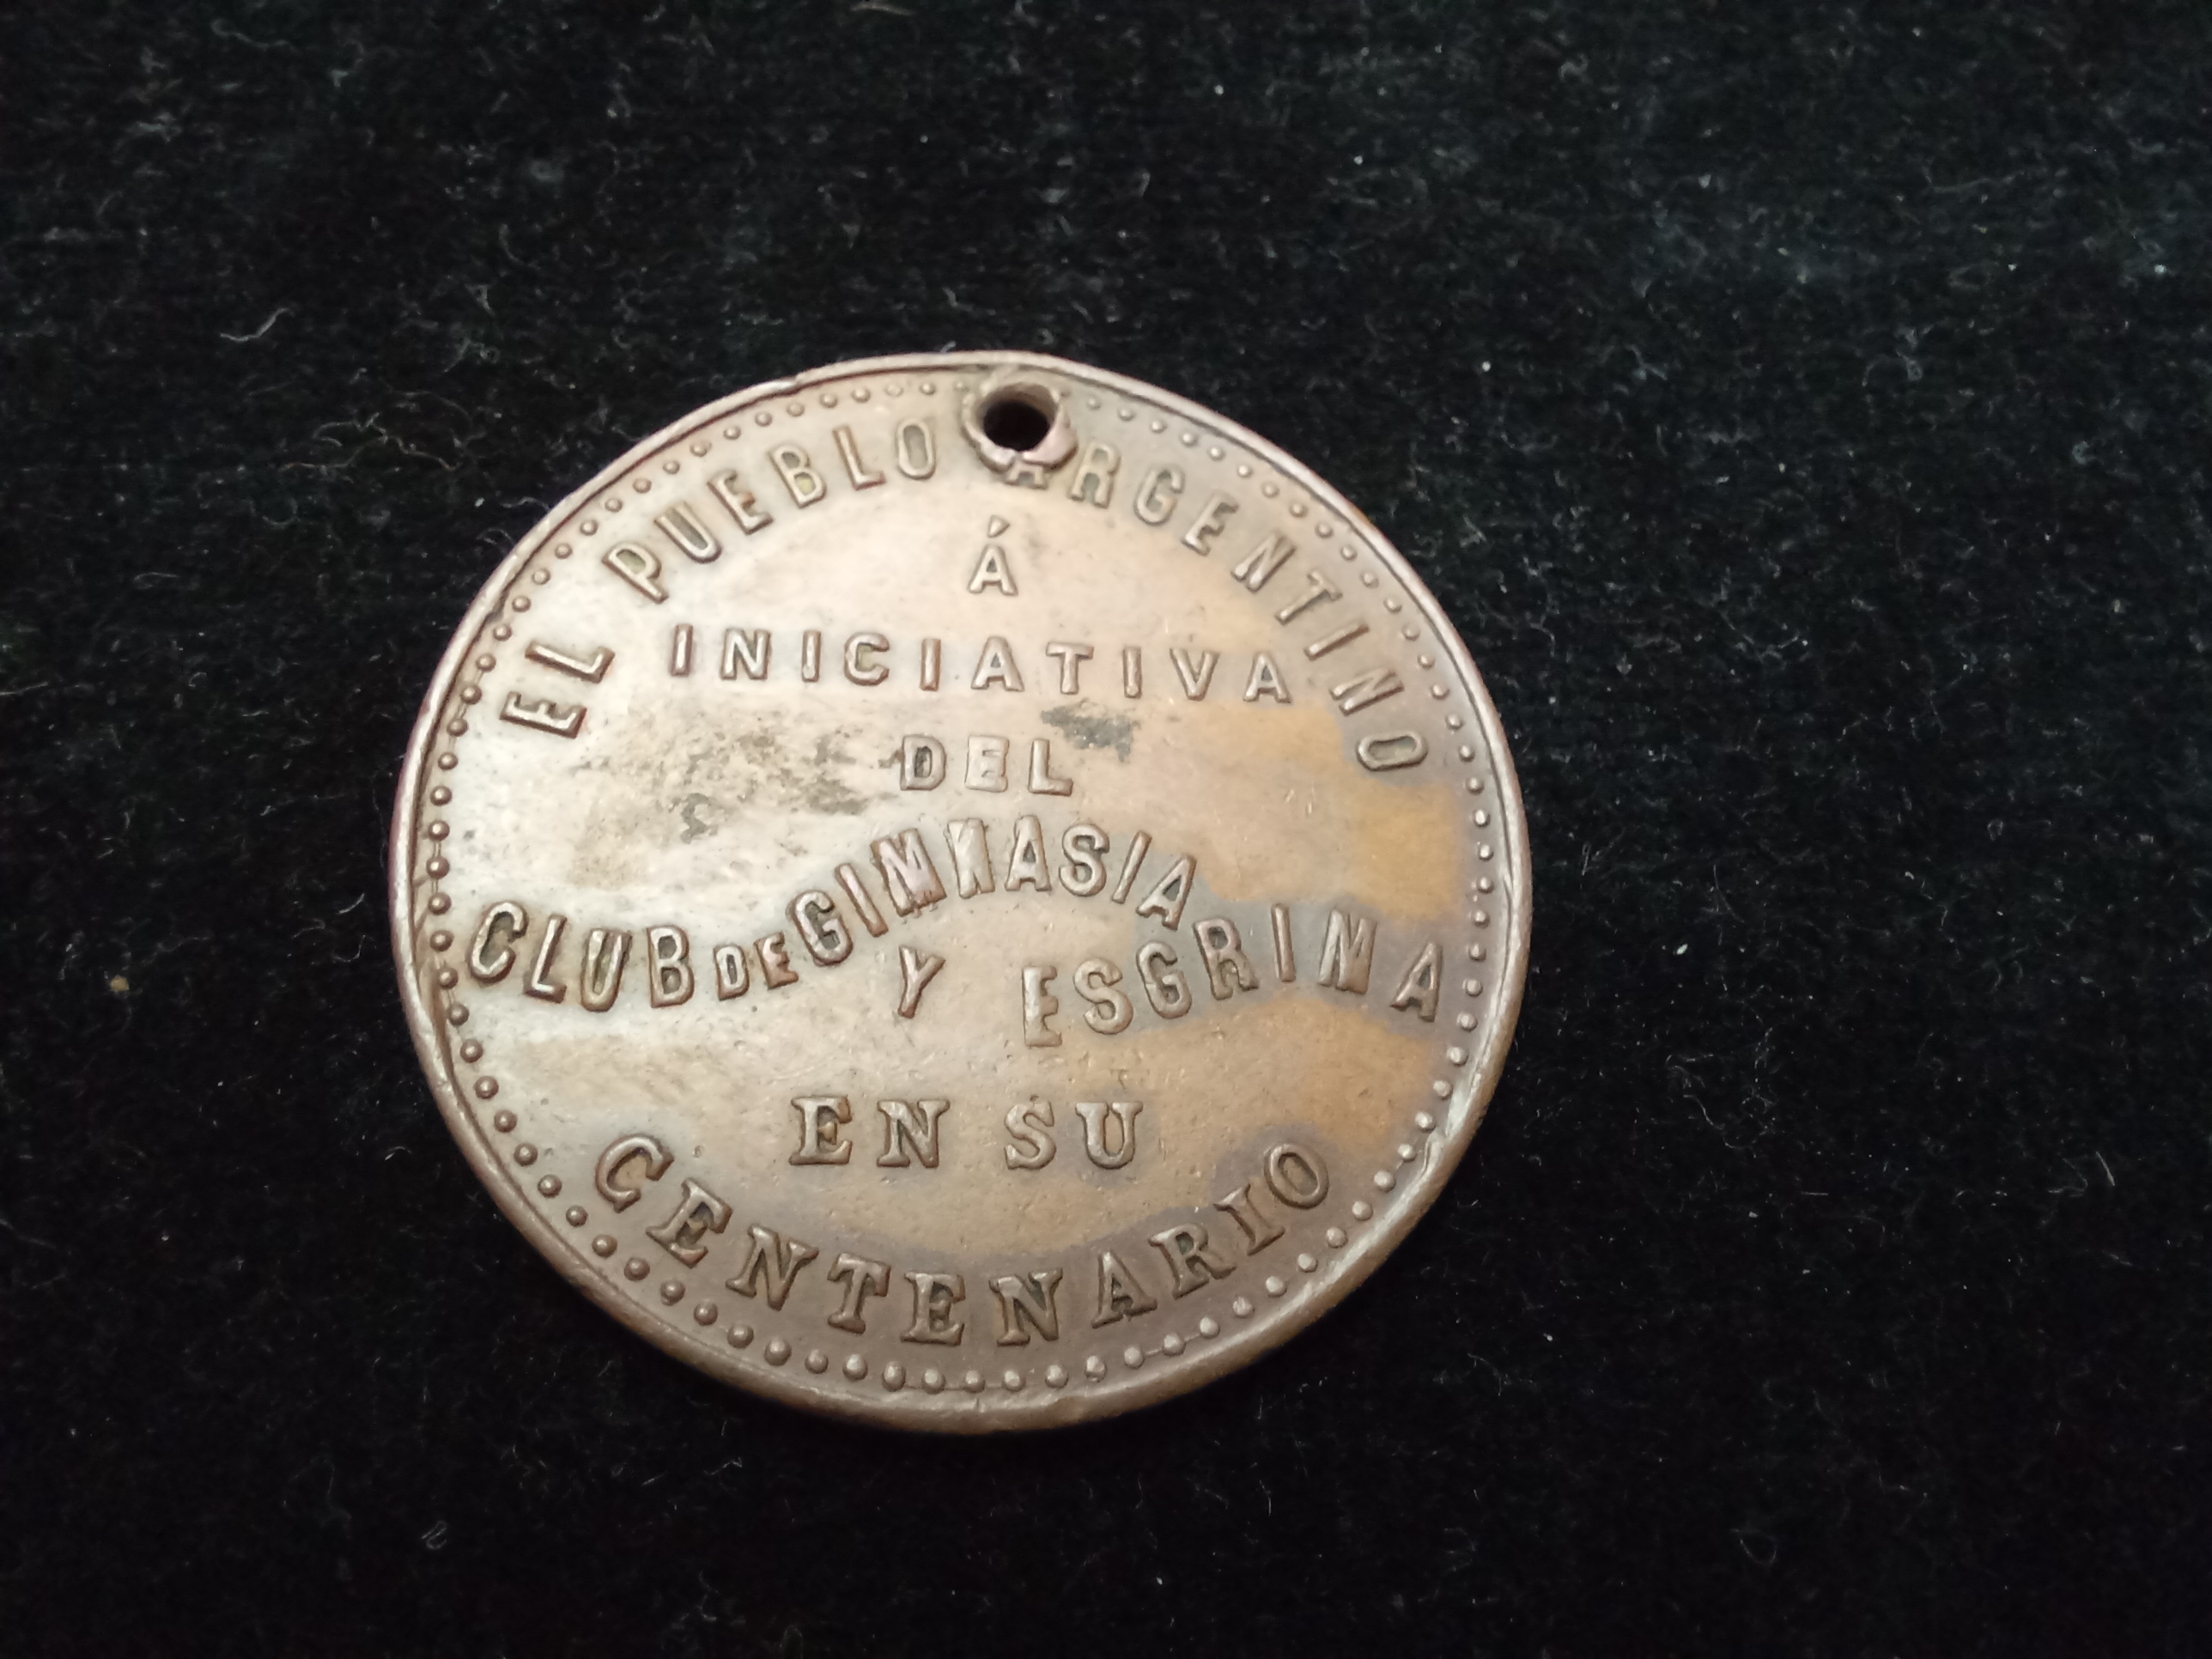 EL PUEBLO ARGENTINO
Á
INICIATIVA
DEL
CLUB DE GIMNASIA
Y ESGRIMA
EN SU
CENTENARIO